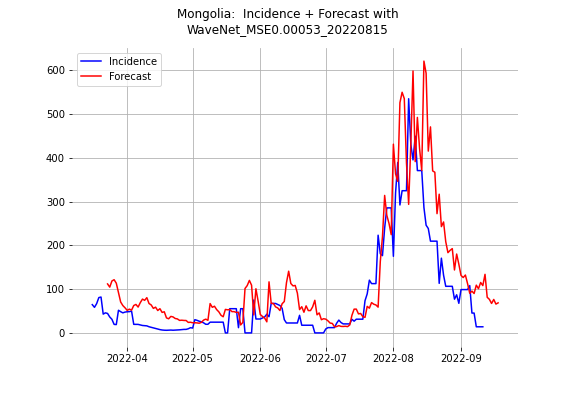 Mongolia:  Incidence + Forecast with
WaveNet_MSE0.00053_20220815
Incidence
Forecast
600
500
400
300
200
100
0
2022-04 2022-05 2022-06 2022-07 2022-08 2022-09